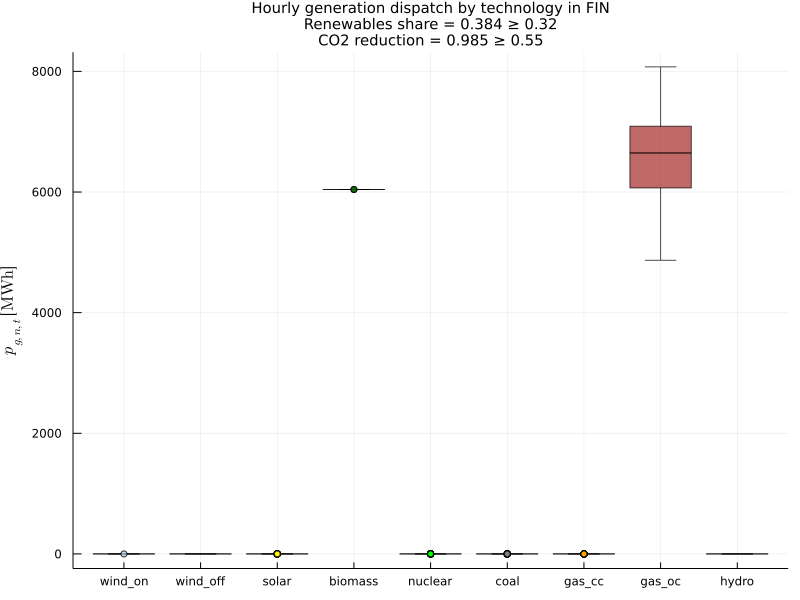 Hourly generation dispatch by technology in FIN
Renewables share = 0.384 ≥ 0.32
CO2 reduction = 0.985 ≥ 0.55
p_{g,n,t} [MWh]
8000
6000
4000
2000
0
wind_on wind_off solar biomass nuclear coal gas_cc gas_oc hydro